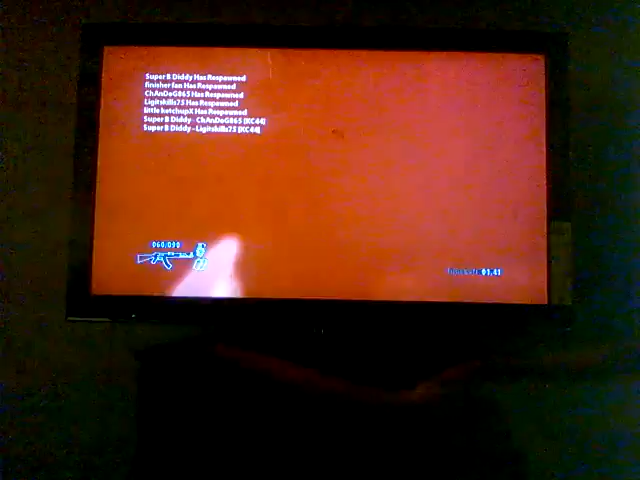 Super B Diddy Has Respawned
finisher fan Has Respawned
ChAnDoG865 Has Respawned
Ligitskills75 Has Respawned
little ketchupX Has Respawned
Super B Diddy - ChAnDoG865 [KC44]
Super B Diddy - Ligitskills75 [KC44]
060/090
01:41